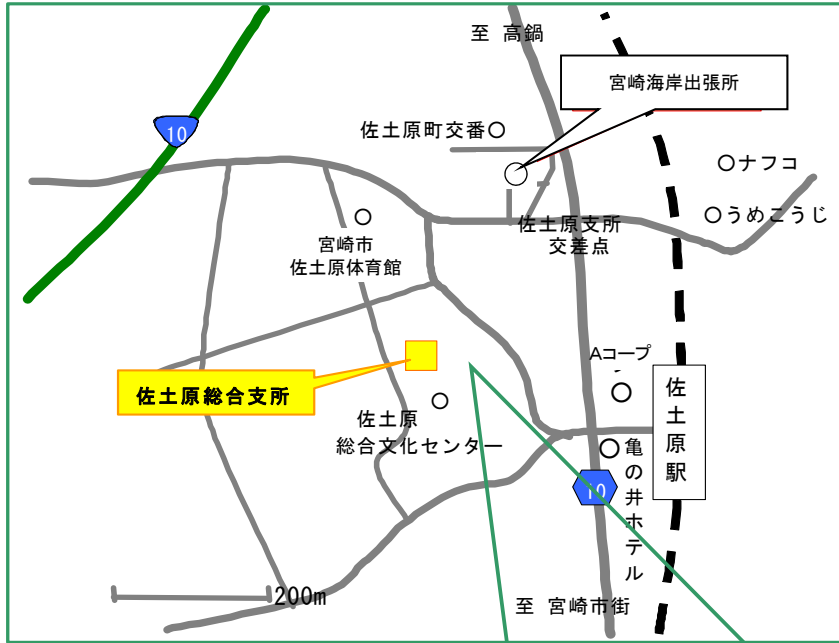 至 高鍋
宮崎海岸出張所
10
佐土原町交番
ナフコ
うめこうじ
佐土原支所
交差点
宮崎市
佐土原体育館
Aコープ
佐土原総合支所
佐土原駅
佐土原
総合文化センター
亀の井ホテル
10
200m
至 宮崎市街